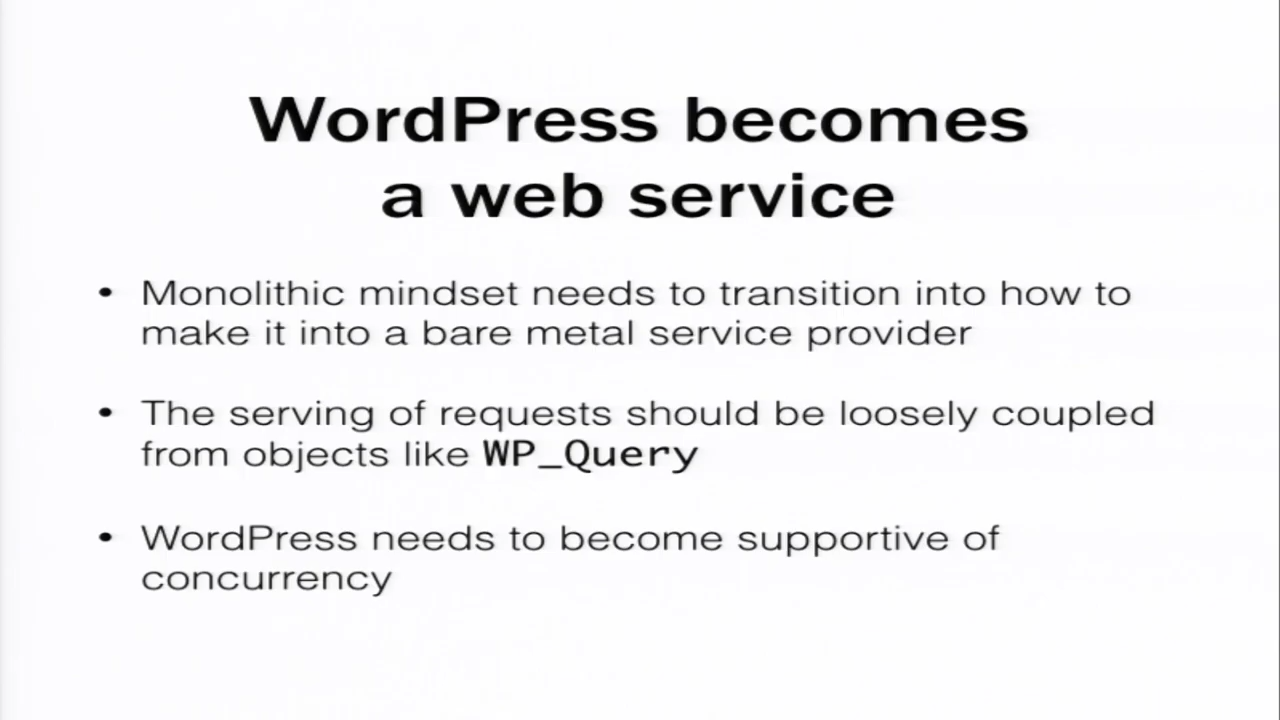 WordPress becomes
a web service
• Monolithic mindset needs to transition into how to
make it into a bare metal service provider
• The serving of requests should be loosely coupled
from objects like WP_Query
• WordPress needs to become supportive of
concurrency